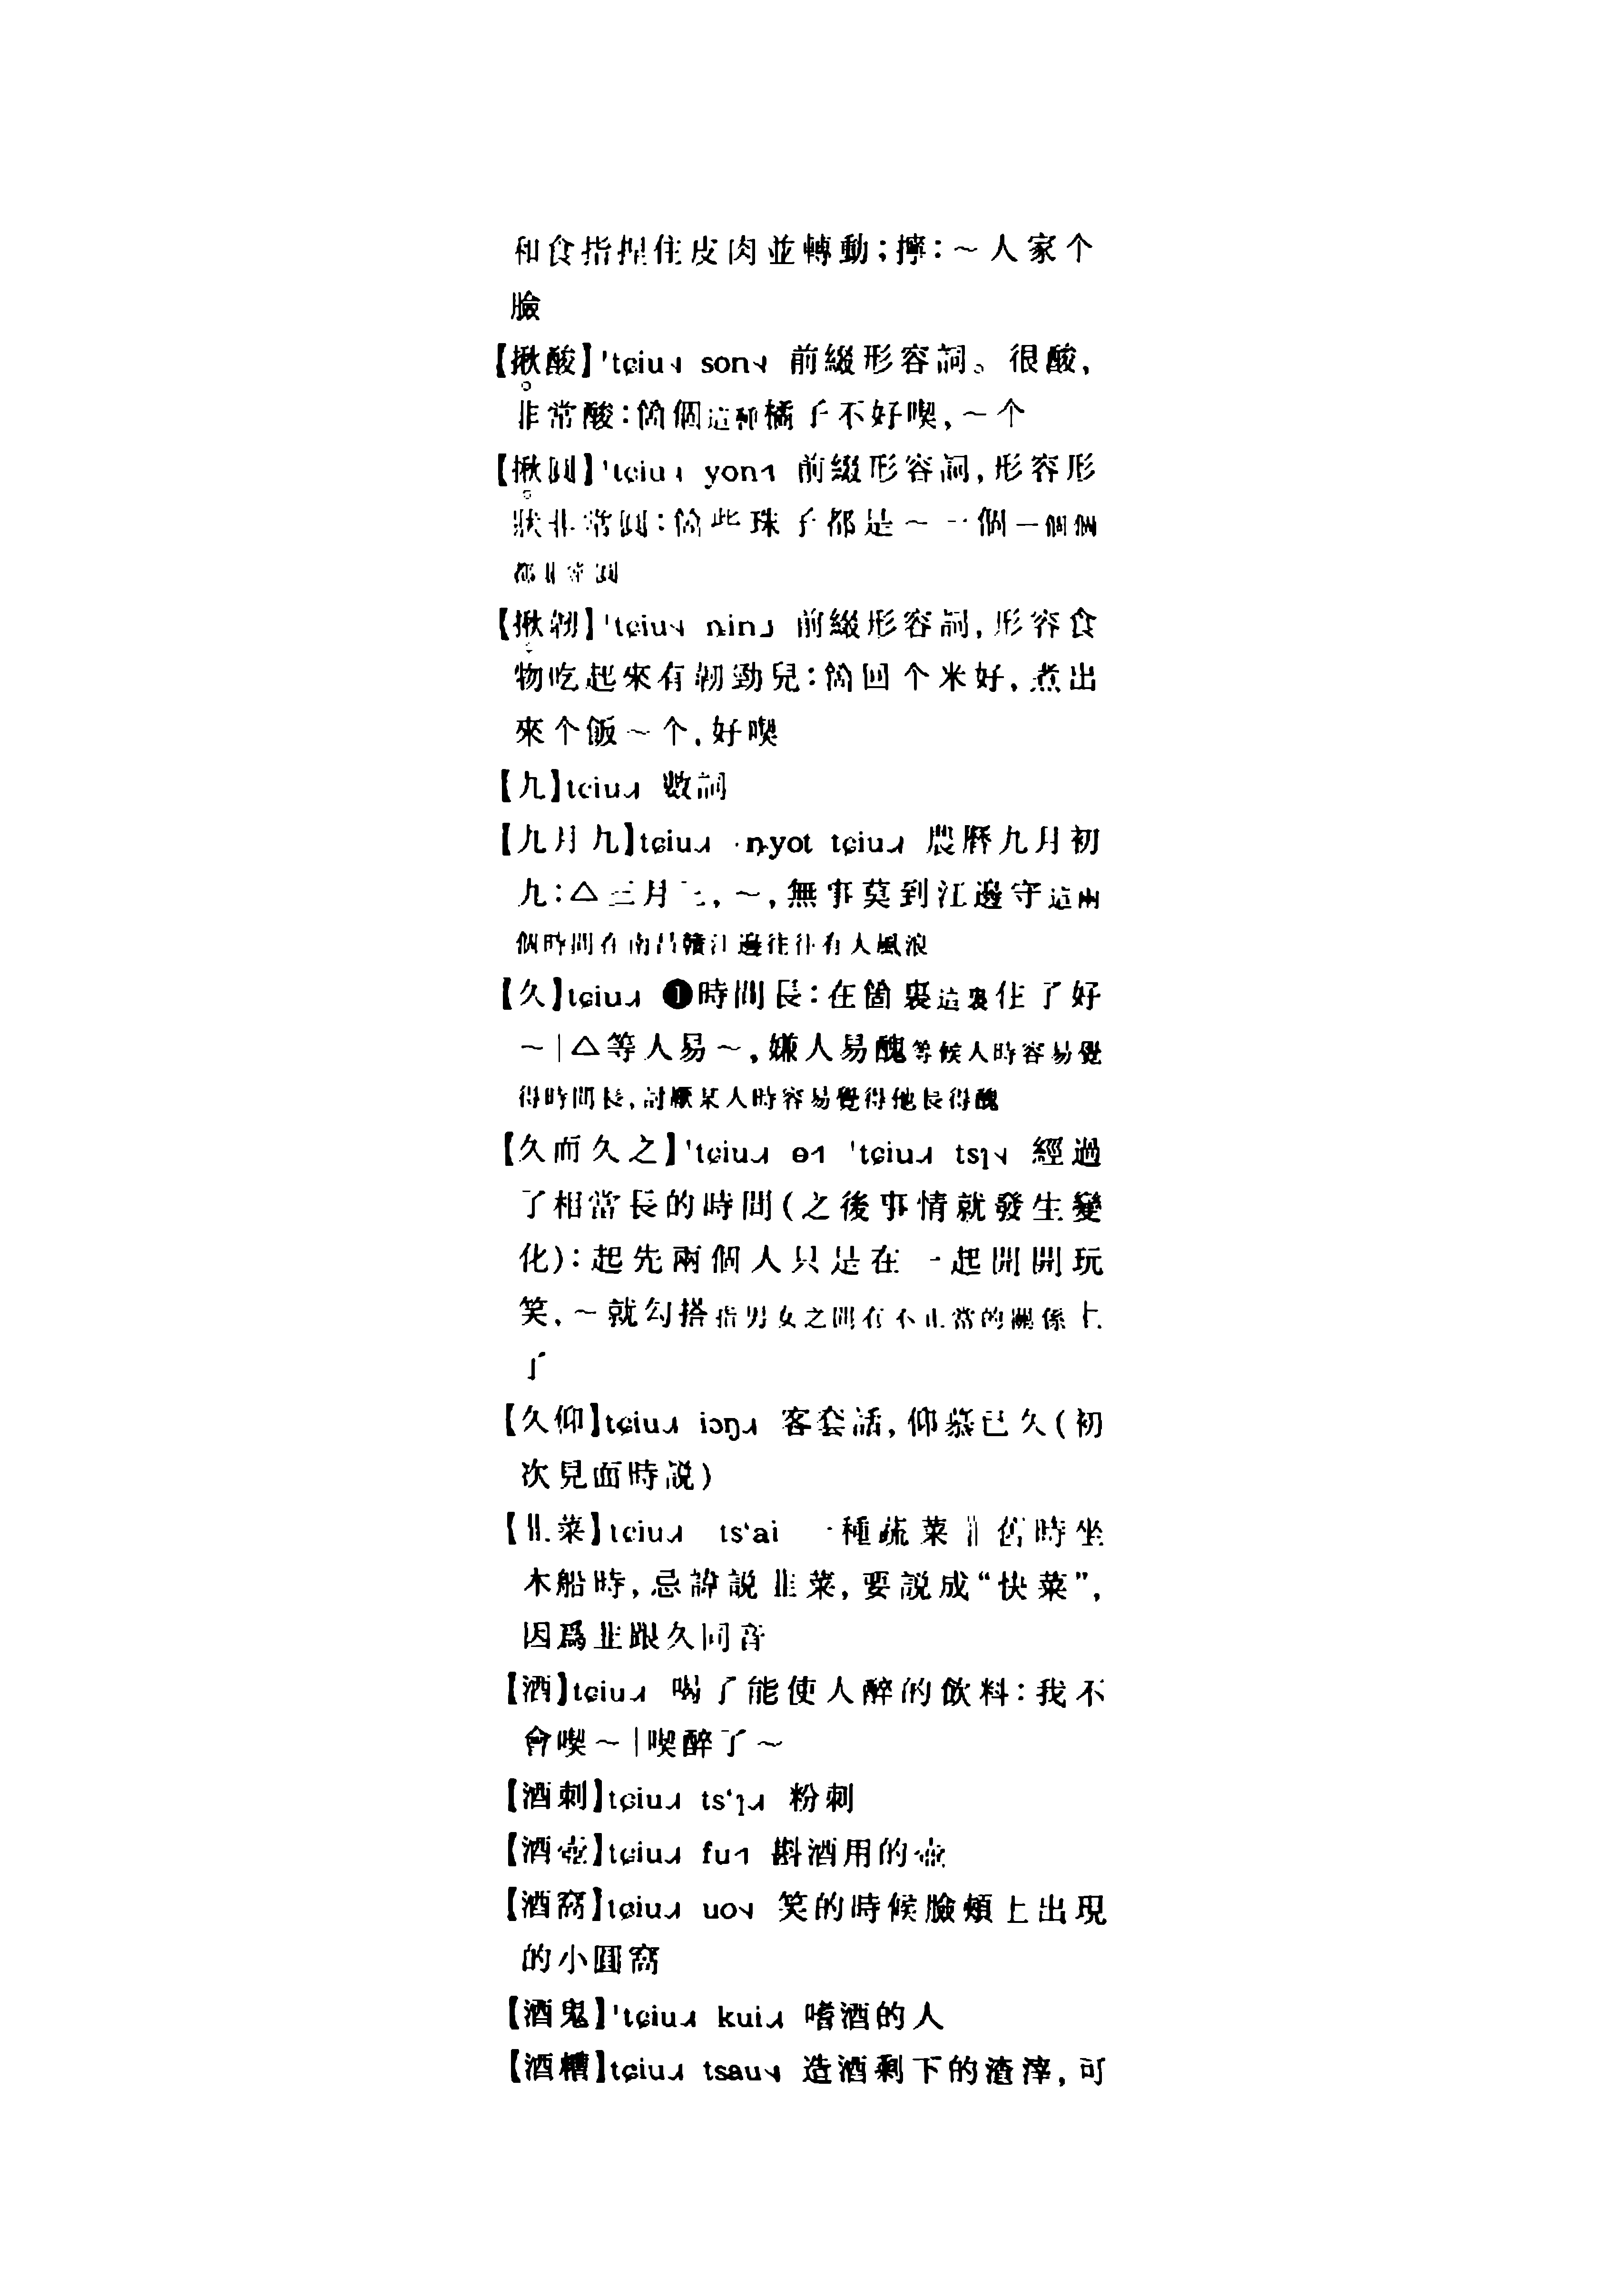 和食指捏住皮肉並轉動；擰：～人家个
臉
【揪酸】'tɕiu˧ sonㄐ 前綴形容詞。很酸，
非常酸：箇個這種橘子不好喫，～个
【揪圓】'tɕiu˧ yon˦ 前綴形容詞，形容形
狀非常圓：箇些珠子都是～一個一個個
都非常圓
【揪韌】'tɕiu ȵin˩ 前綴形容詞，形容食
物吃起來有韌勁兒：箇回个米好，煮出
來个飯～个，好喫
【九】tɕiu 數詞
【九月九】tɕiu ·ȵyot tɕiu 農曆九月初
九：△三月三，～，無事莫到江邊守這兩
個時間在南昌贛江邊往往有大風浪
【久】tɕiu ❶時間長：在箇裏這裏住了好
～|△等人易～，嫌人易醜等候人時容易覺
得時間長，討厭某人時容易覺得他長得醜
【久而久之】'tɕiu ɵ 'tɕiu tsɿ 經過
了相當長的時間（之後事情就發生變
化）：起先兩個人只是在一起開開玩
笑，～就勾搭指男女之間有不正當的關係上
了
【久仰】tɕiu iɔŋ 客套話，仰慕已久（初
次見面時説）
【韭菜】tɕiu tsʻai 一種蔬菜‖舊時坐
木船時，忌諱説韭菜，要説成“快菜”，
因爲韭跟久同音
【酒】tɕiu 喝了能使人醉的飲料：我不
會喫～|喫醉了～
【酒刺】tɕiu tsʻɿ 粉刺
【酒壺】tɕiu fu 斟酒用的壺
【酒窩】tɕiu uo 笑的時候臉頰上出現
的小圓窩
【酒鬼】'tɕiu kui 嗜酒的人
【酒糟】tɕiu tsau 造酒剩下的渣滓，可